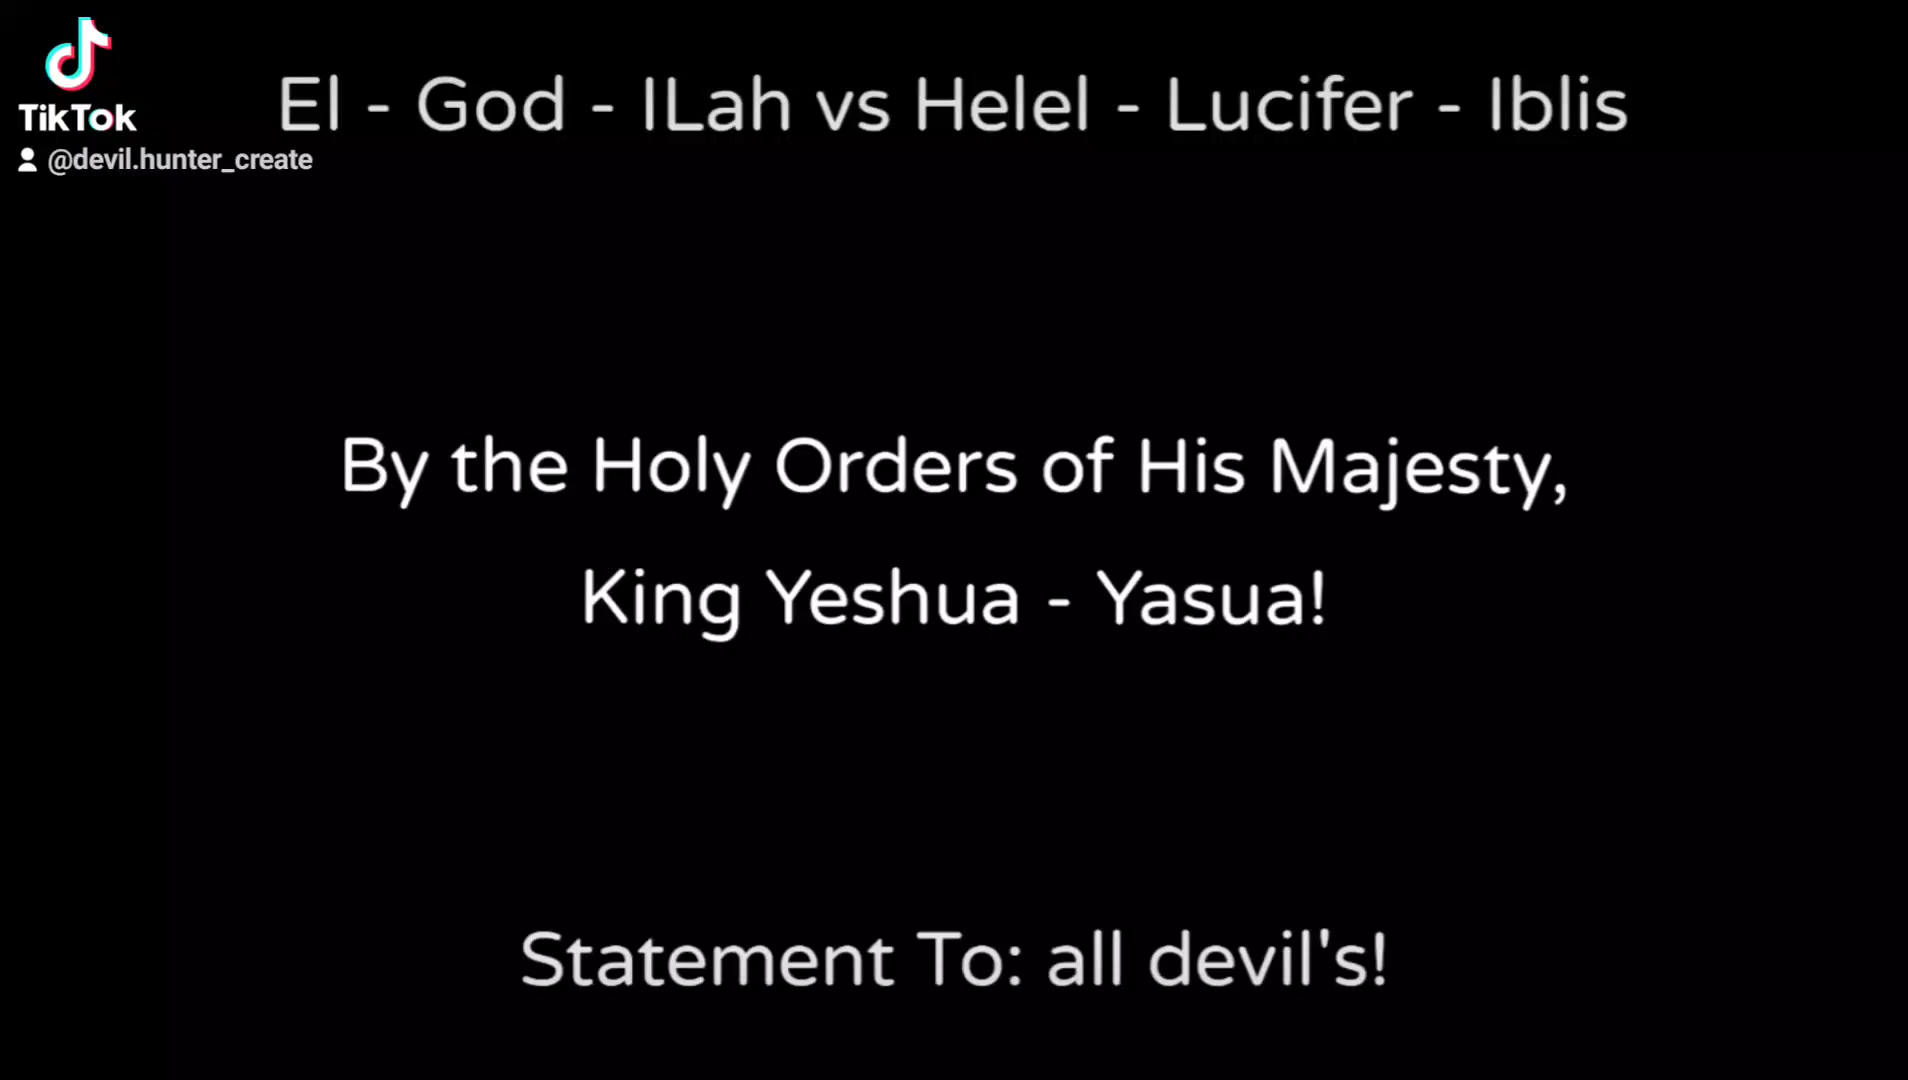 TikTok
@devil.hunter_create
El - God - ILah vs Helel - Lucifer - Iblis
By the Holy Orders of His Majesty,
King Yeshua - Yasua!
Statement To: all devil's!